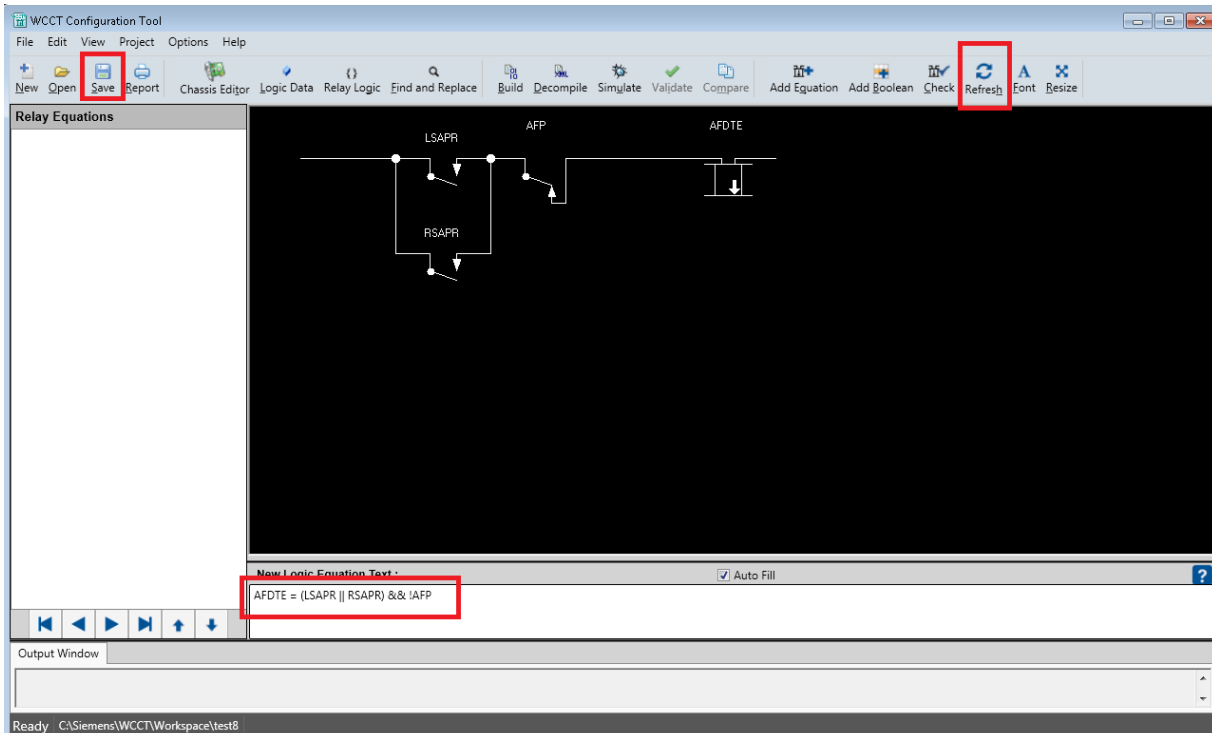 WCCT Configuration Tool
File Edit View Project Options Help
New Open Save Report Chassis Editor Logic Data Relay Logic Find and Replace Build Decompile Simulate Validate Compare Add Equation Add Boolean Check Refresh Font Resize
Relay Equations
LSAPR
AFP
AFDTE
RSAPR
New Logic Equation Text :
Auto Fill
?
AFDTE = (LSAPR || RSAPR) && !AFP
Output Window
Ready C:\Siemens\WCCT\Workspace\test8